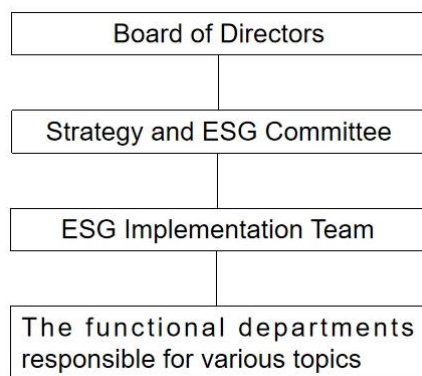 Board of Directors
Strategy and ESG Committee
ESG Implementation Team
The functional departments
responsible for various topics